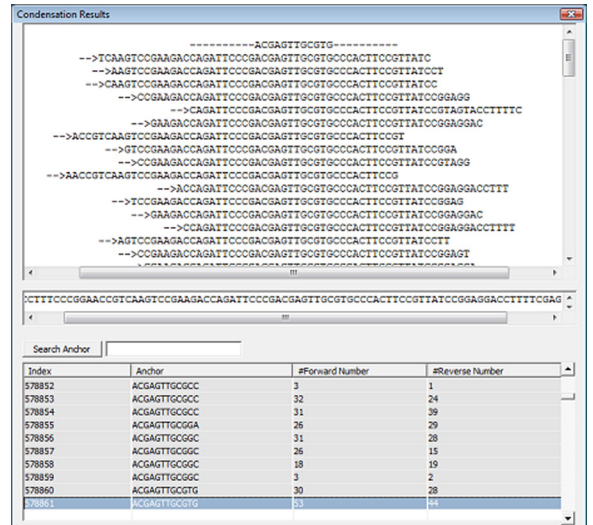 Condensation Results
----------ACGAGTTGCGTG----------
-->TCAAGTCCGAAGACCAGATTCCCGACGAGTTGCGTGCCCACTTCCGTTATC
-->AAGTCCGAAGACCAGATTCCCGACGAGTTGCGTGCCCACTTCCGTTATCCT
-->CAAGTCCGAAGACCAGATTCCCGACGAGTTGCGTGCCCACTTCCGTTATCC
-->CCGAAGACCAGATTCCCGACGAGTTGCGTGCCCACTTCCGTTATCCGGAGG
-->CAGATTCCCGACGAGTTGCGTGCCCACTTCCGTTATCCGTAGTACCTTTTC
-->GAAGACCAGATTCCCGACGAGTTGCGTGCCCACTTCCGTTATCCGGAGGAC
-->ACCGTCAAGTCCGAAGACCAGATTCCCGACGAGTTGCGTGCCCACTTCCGT
-->GTCCGAAGACCAGATTCCCGACGAGTTGCGTGCCCACTTCCGTTATCCGGA
-->CCGAAGACCAGATTCCCGACGAGTTGCGTGCCCACTTCCGTTATCCGTAGG
-->AACCGTCAAGTCCGAAGACCAGATTCCCGACGAGTTGCGTGCCCACTTCCG
-->ACCAGATTCCCGACGAGTTGCGTGCCCACTTCCGTTATCCGGAGGACCTTT
-->TCCGAAGACCAGATTCCCGACGAGTTGCGTGCCCACTTCCGTTATCCGGAG
-->GAAGACCAGATTCCCGACGAGTTGCGTGCCCACTTCCGTTATCCGGAGGAC
-->CCAGATTCCCGACGAGTTGCGTGCCCACTTCCGTTATCCGGAGGACCTTTT
-->AGTCCGAAGACCAGATTCCCGACGAGTTGCGTGCCCACTTCCGTTATCCTT
-->CCGAAGACCAGATTCCCGACGAGTTGCGTGCCCACTTCCGTTATCCGGAGT
CTTTCCCGGAACCGTCAAGTCCGAAGACCAGATTCCCGACGAGTTGCGTGCCCACTTCCGTTATCCGGAGGACCTTTTCGAG
Search Anchor
Index Anchor #Forward Number #Reverse Number
578852 ACGAGTTGCGCC 3 1
578853 ACGAGTTGCGCC 32 24
578854 ACGAGTTGCGCC 31 39
578855 ACGAGTTGCGGA 26 29
578856 ACGAGTTGCGGC 31 28
578857 ACGAGTTGCGGC 26 15
578858 ACGAGTTGCGGC 18 19
578859 ACGAGTTGCGGC 3 2
578860 ACGAGTTGCGTG 30 28
578861 ACGAGTTGCGTG 53 44